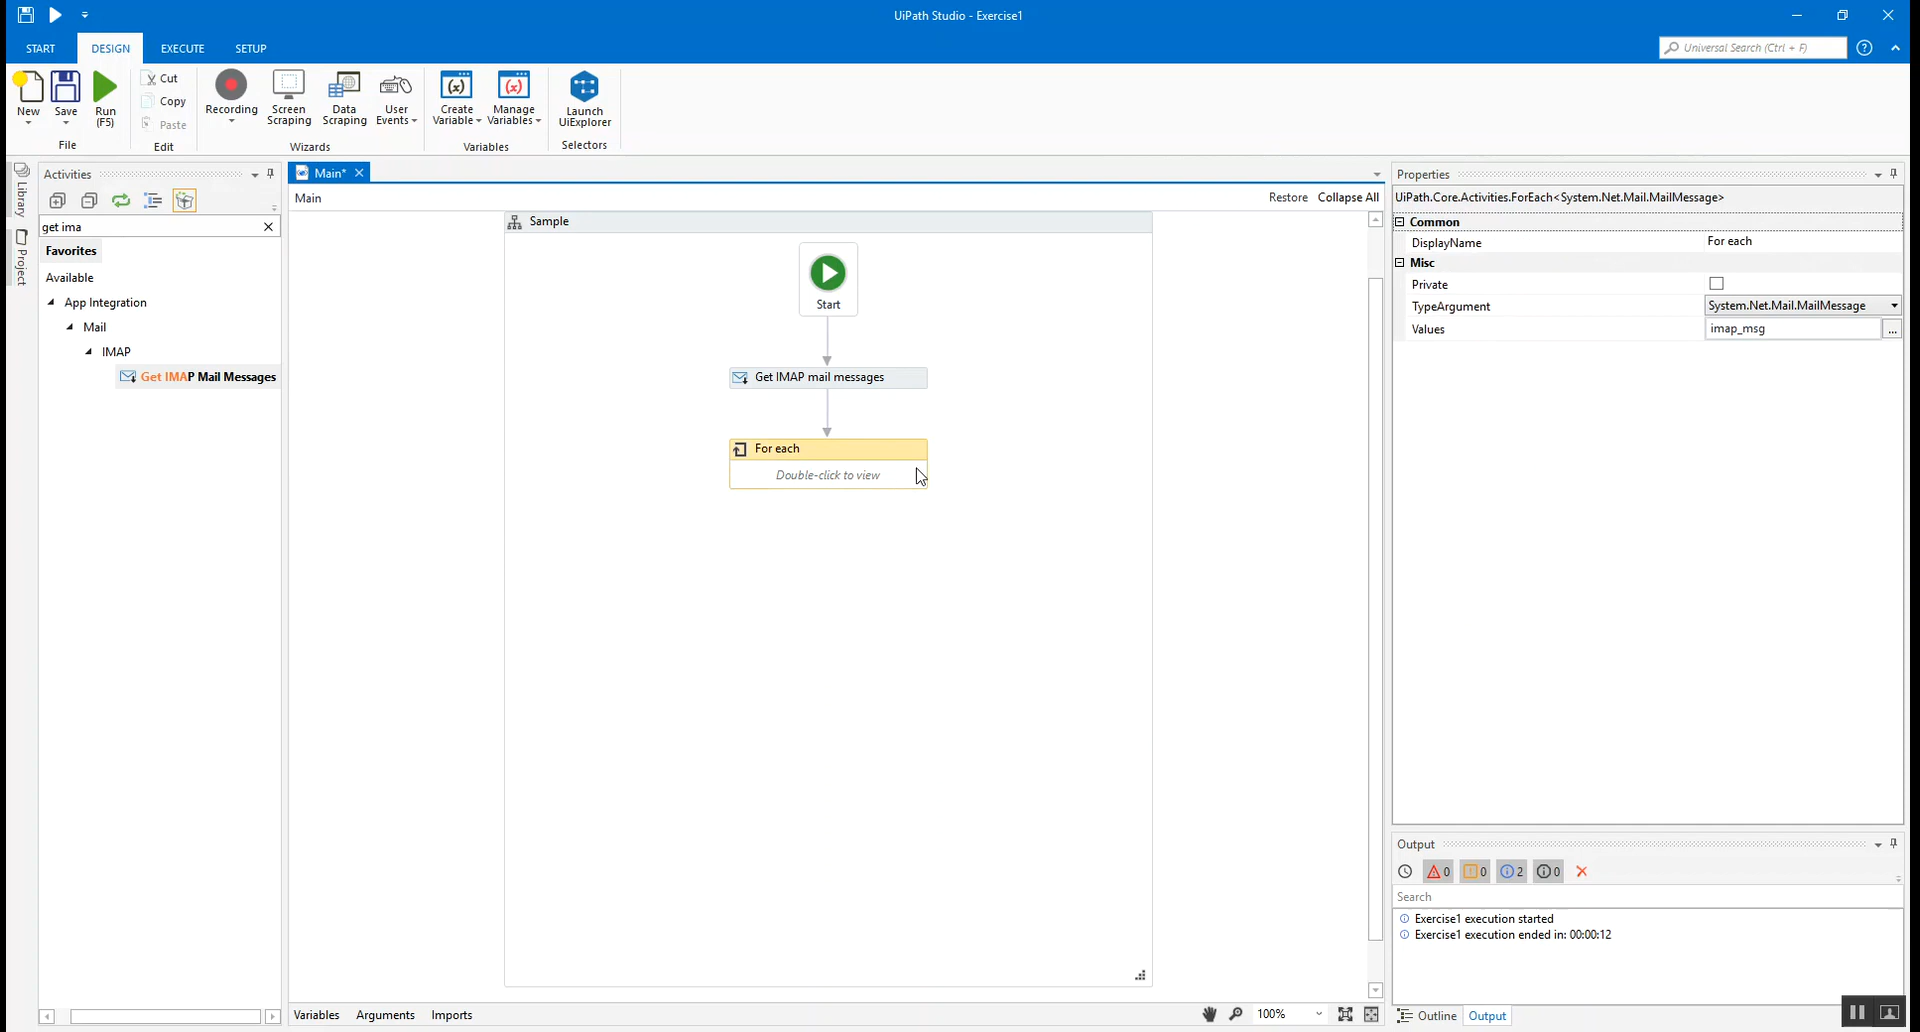 UiPath Studio - Exercise1
START DESIGN EXECUTE SETUP
Universal Search (Ctrl + F)
New
Save
Run
(F5)
File
Cut
Copy
Paste
Edit
Recording
Screen
Scraping
Data
Scraping
User
Events
Wizards
Create
Variable
Manage
Variables
Variables
Launch
UiExplorer
Selectors
Library
Project
Activities
get ima
Favorites
Available
App Integration
Mail
IMAP
Get IMAP Mail Messages
Main*
Main
Restore Collapse All
Sample
Start
Get IMAP mail messages
For each
Double-click to view
Variables Arguments Imports
100%
Properties
UiPath.Core.Activities.ForEach<System.Net.Mail.MailMessage>
Common
DisplayName For each
Misc
Private
TypeArgument System.Net.Mail.MailMessage
Values imap_msg ...
Output
0 0 2 0
Search
Exercise1 execution started
Exercise1 execution ended in: 00:00:12
Outline Output